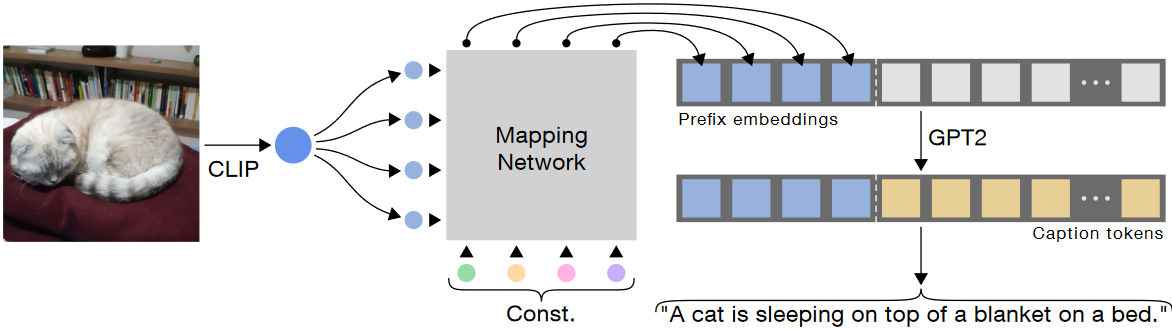 CLIP
Mapping
Network
Const.
Prefix embeddings
GPT2
Caption tokens
"A cat is sleeping on top of a blanket on a bed."